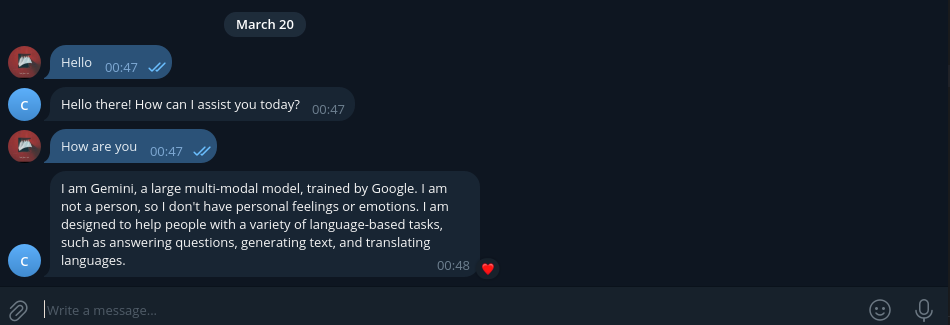 March 20
Hello 00:47
C
Hello there! How can I assist you today? 00:47
How are you 00:47
I am Gemini, a large multi-modal model, trained by Google. I am
not a person, so I don't have personal feelings or emotions. I am
designed to help people with a variety of language-based tasks,
such as answering questions, generating text, and translating
languages.
00:48
C
Write a message...